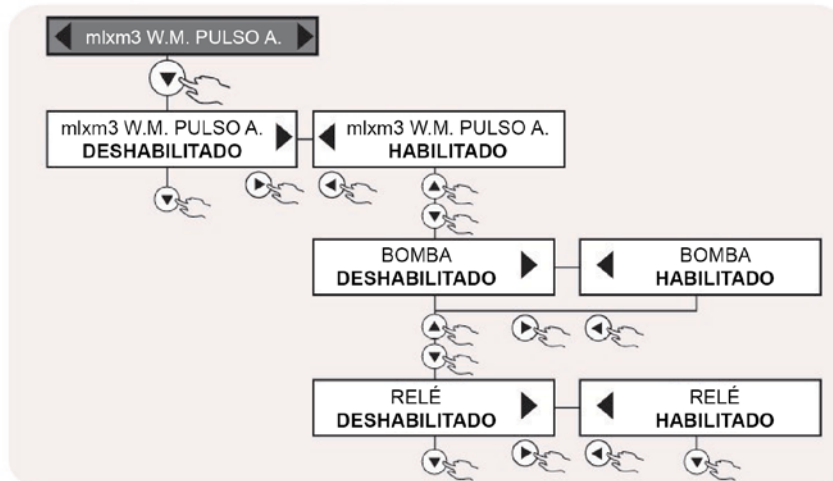 mlxm3 W.M. PULSO A.
mlxm3 W.M. PULSO A.
DESHABILITADO
mlxm3 W.M. PULSO A.
HABILITADO
BOMBA
DESHABILITADO
BOMBA
HABILITADO
RELÉ
DESHABILITADO
RELÉ
HABILITADO